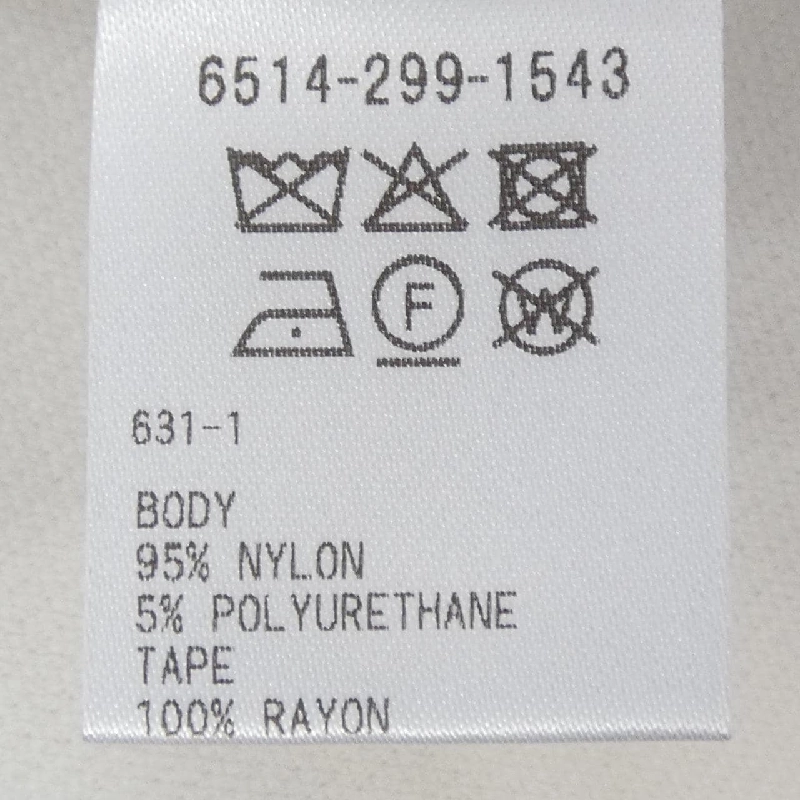 6514-299-1543
F
W
631-1
BODY
95% NYLON
5% POLYURETHANE
TAPE
100% RAYON